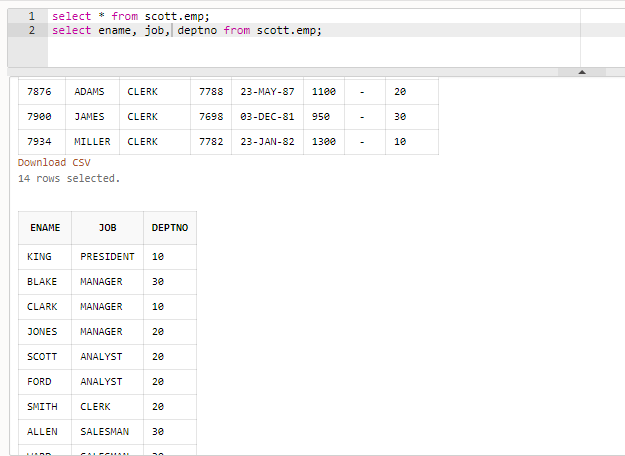 1 select * from scott.emp;
2 select ename, job, deptno from scott.emp;
7876 ADAMS CLERK 7788 23-MAY-87 1100 - 20
7900 JAMES CLERK 7698 03-DEC-81 950 - 30
7934 MILLER CLERK 7782 23-JAN-82 1300 - 10
Download CSV
14 rows selected.
ENAME JOB DEPTNO
KING PRESIDENT 10
BLAKE MANAGER 30
CLARK MANAGER 10
JONES MANAGER 20
SCOTT ANALYST 20
FORD ANALYST 20
SMITH CLERK 20
ALLEN SALESMAN 30